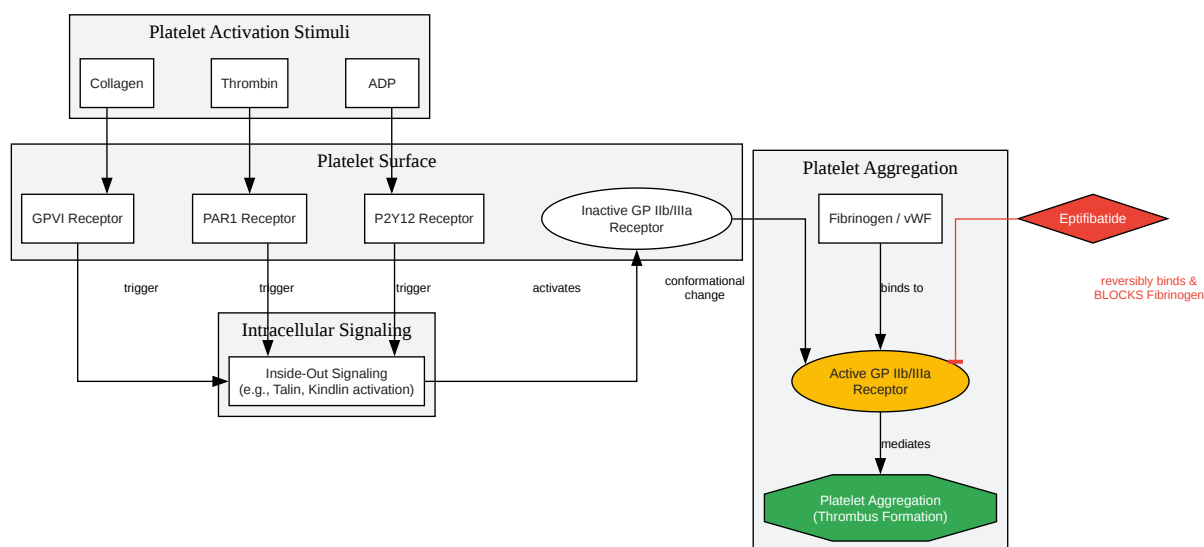 Platelet Activation Stimuli
Collagen
Thrombin
ADP
Platelet Surface
GPVI Receptor
PAR1 Receptor
P2Y12 Receptor
Inactive GP IIb/IIIa
Receptor
Platelet Aggregation
Fibrinogen / vWF
Eptifibatide
trigger
trigger
trigger
activates
conformational
change
binds to
reversibly binds &
BLOCKS Fibrinogen
Intracellular Signaling
Inside-Out Signaling
(e.g., Talin, Kindlin activation)
Active GP IIb/IIIa
Receptor
mediates
Platelet Aggregation
(Thrombus Formation)